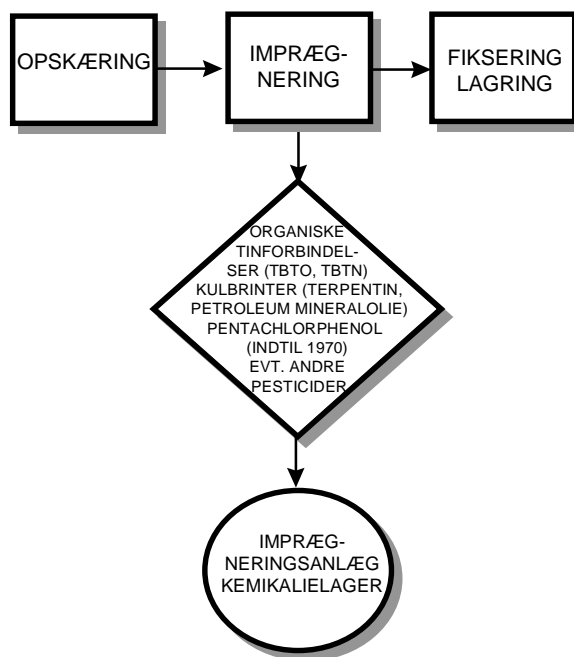 OPSKÆRING
IMPRÆG-
NERING
FIKSERING
LAGRING
ORGANISKE
TINFORBINDEL-
SER (TBTO, TBTN)
KULBRINTER (TERPENTIN,
PETROLEUM MINERALOLIE)
PENTACHLORPHENOL
(INDTIL 1970)
EVT. ANDRE
PESTICIDER
IMPRÆG-
NERINGSANLÆG
KEMIKALIELAGER